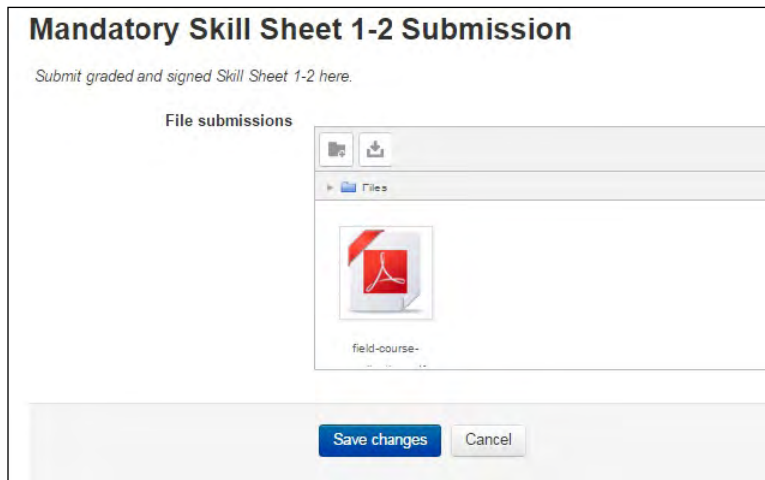 Mandatory Skill Sheet 1-2 Submission
Submit graded and signed Skill Sheet 1-2 here.
File submissions
Files
field-course-
Save changes
Cancel